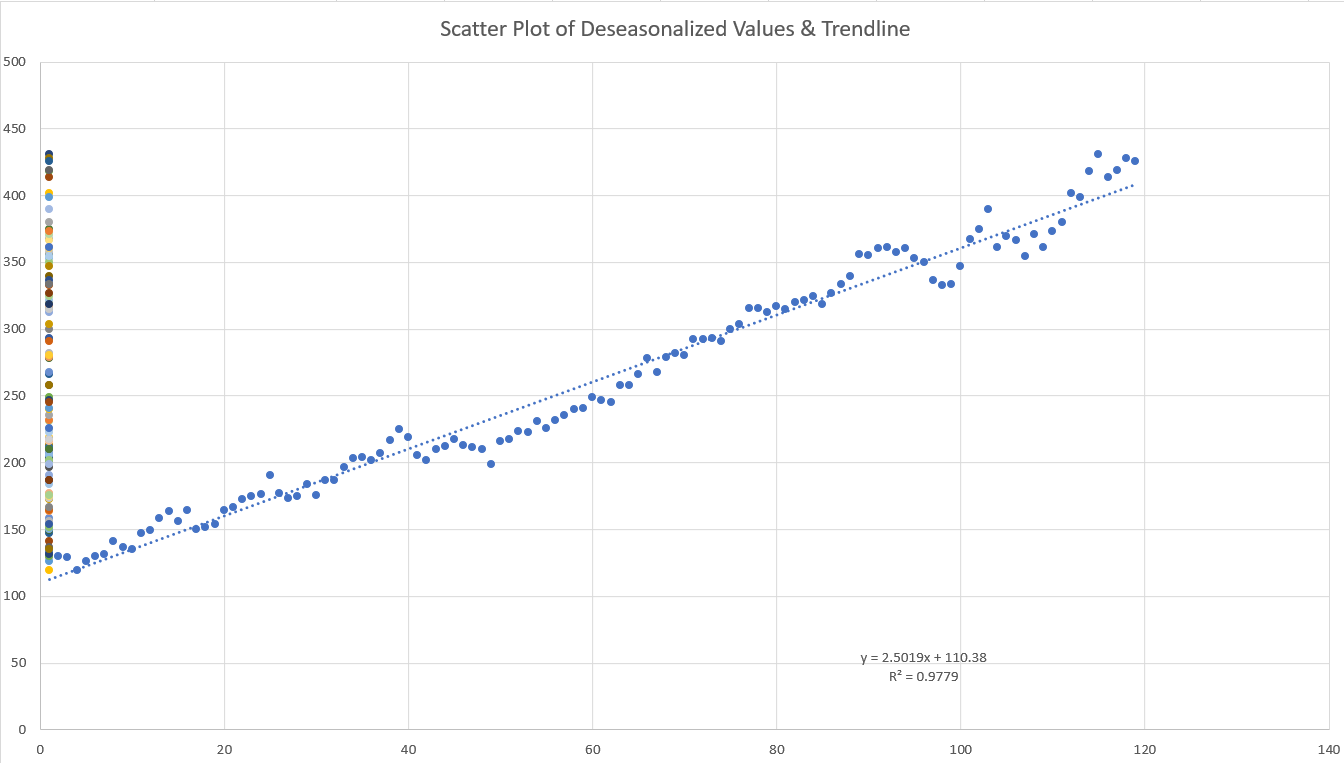 Scatter Plot of Deseasonalized Values & Trendline
500
450
400
350
300
250
200
150
100
50
0
y = 2.5019x + 110.38
R² = 0.9779
0 20 40 60 80 100 120 140